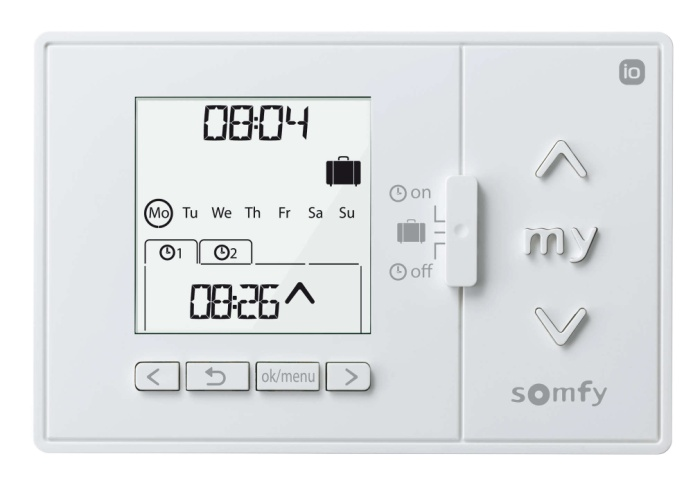 io
08:04
Mo Tu We Th Fr Sa Su
1 2
08:26
on
off
ok/menu
my
somfy